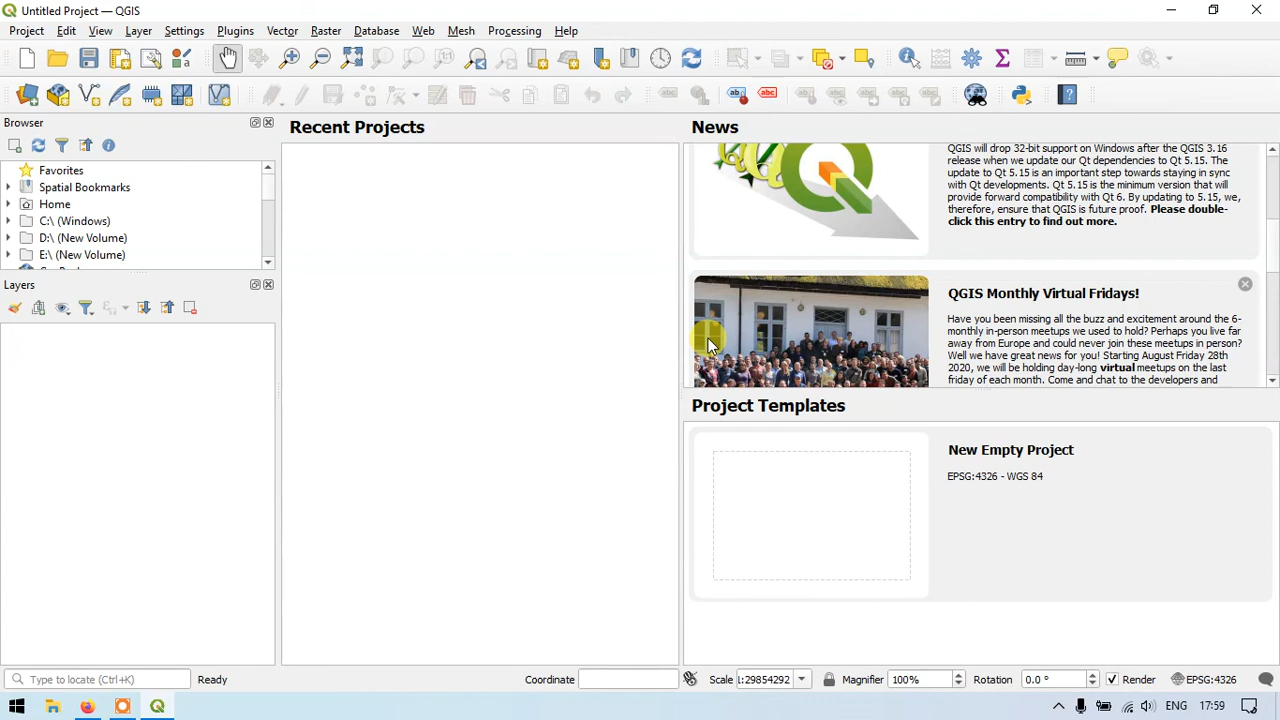 Untitled Project — QGIS
Project Edit View Layer Settings Plugins Vector Raster Database Web Mesh Processing Help
Browser
Favorites
Spatial Bookmarks
Home
C:\ (Windows)
D:\ (New Volume)
E:\ (New Volume)
Layers
Recent Projects
News
QGIS will drop 32-bit support on Windows after the QGIS 3.16
release when we update our Qt dependencies to Qt 5.15. The
update to Qt 5.15 is an important step towards staying in sync
with Qt developments. Qt 5.15 is the minimum version that will
provide forward compatibility with Qt 6. By updating to 5.15, we,
therefore, ensure that QGIS is future proof. Please double-
click this entry to find out more.
QGIS Monthly Virtual Fridays!
Have you been missing all the buzz and excitement around the 6-
monthly in-person meetups we used to hold? Perhaps you live far
away from Europe and could never join these meetups in person?
Well we have great news for you! Starting August Friday 28th
2020, we will be holding day-long virtual meetups on the last
friday of each month. Come and chat to the developers and
Project Templates
New Empty Project
EPSG:4326 - WGS 84
Type to locate (Ctrl+K) Ready Coordinate Scale 1:29854292 Magnifier 100% Rotation 0.0 ° Render EPSG:4326
ENG 17:59